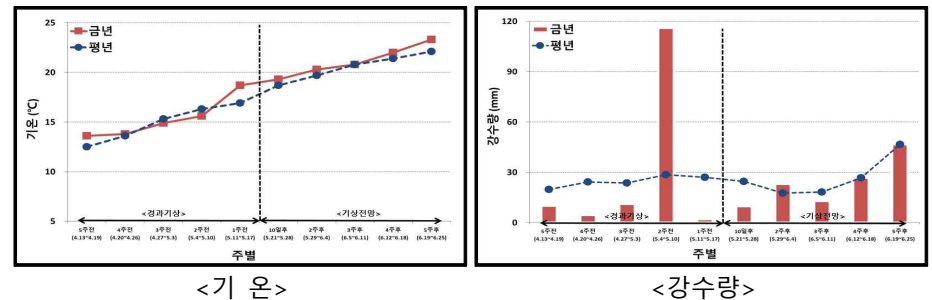 25
20
15
10
5
기온 (℃)
금년
평년
<경과기상>
<기상전망>
5주전
(4.13~4.19)
4주전
(4.20~4.26)
3주전
(4.27~5.3)
2주전
(5.4~5.10)
1주전
(5.11~5.17)
10일후
(5.21~5.28)
2주후
(5.29~6.4)
3주후
(6.5~6.11)
4주후
(6.12~6.18)
5주후
(6.19~6.25)
주별
<기 온>
120
90
60
30
0
강수량 (mm)
금년
평년
<경과기상>
<기상전망>
5주전
(4.13~4.19)
4주전
(4.20~4.26)
3주전
(4.27~5.3)
2주전
(5.4~5.10)
1주전
(5.11~5.17)
10일후
(5.21~5.28)
2주후
(5.29~6.4)
3주후
(6.5~6.11)
4주후
(6.12~6.18)
5주후
(6.19~6.25)
주별
<강수량>